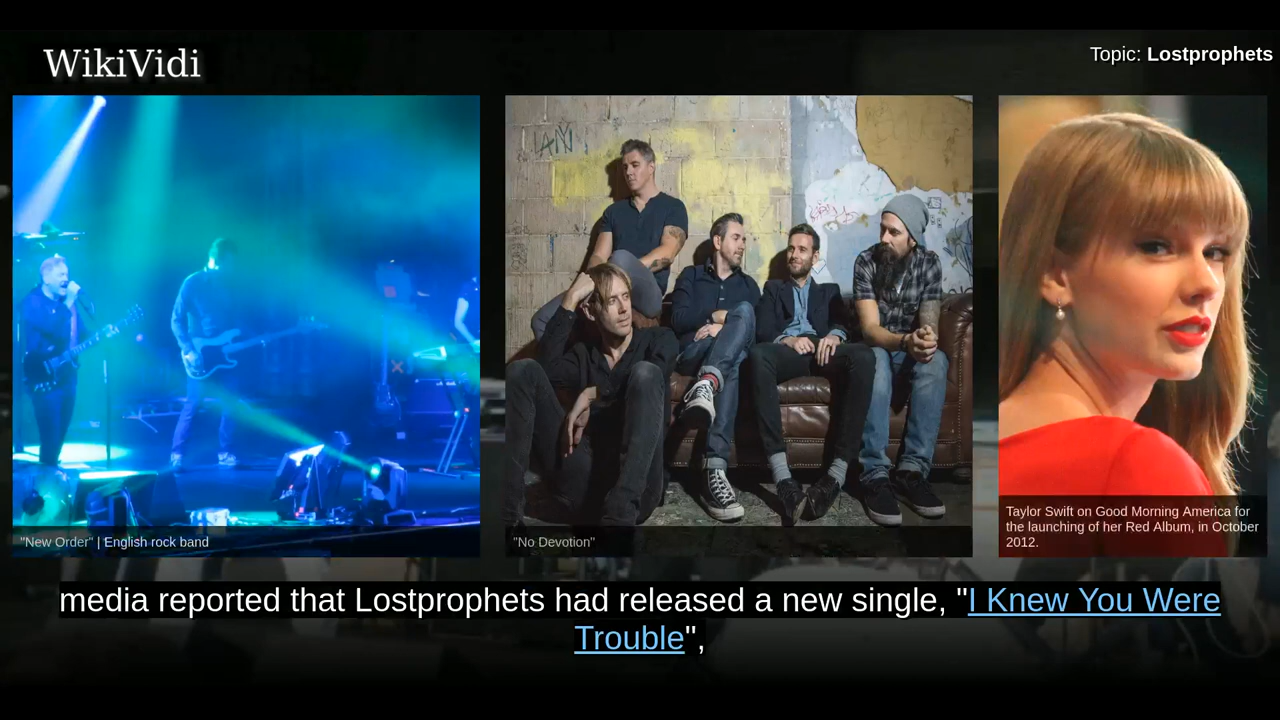 WikiVidi
Topic: Lostprophets
"New Order" | English rock band
"No Devotion"
Taylor Swift on Good Morning America for
the launching of her Red Album, in October
2012.
media reported that Lostprophets had released a new single, "I Knew You Were
Trouble",